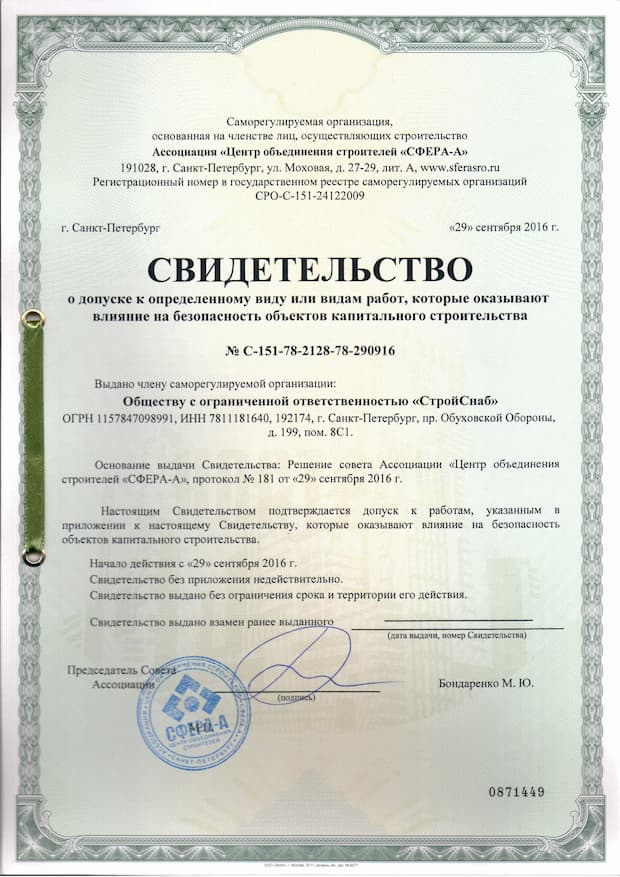 Саморегулируемая организация,
основанная на членстве лиц, осуществляющих строительство
Ассоциация «Центр объединения строителей «СФЕРА-А»
191028, г. Санкт-Петербург, ул. Моховая, д. 27-29, лит. А, www.sferasro.ru
Регистрационный номер в государственном реестре саморегулируемых организаций
СРО-С-151-24122009
г. Санкт-Петербург «29» сентября 2016 г.
СВИДЕТЕЛЬСТВО
о допуске к определенному виду или видам работ, которые оказывают
влияние на безопасность объектов капитального строительства
№ С-151-78-2128-78-290916
Выдано члену саморегулируемой организации:
Обществу с ограниченной ответственностью «СтройСнаб»
ОГРН 1157847098991, ИНН 7811181640, 192174, г. Санкт-Петербург, пр. Обуховской Обороны,
д. 199, пом. 8С1.
Основание выдачи Свидетельства: Решение совета Ассоциации «Центр объединения
строителей «СФЕРА-А», протокол № 181 от «29» сентября 2016 г.
Настоящим Свидетельством подтверждается допуск к работам, указанным в
приложении к настоящему Свидетельству, которые оказывают влияние на безопасность
объектов капитального строительства.
Начало действия с «29» сентября 2016 г.
Свидетельство без приложения недействительно.
Свидетельство выдано без ограничения срока и территории его действия.
Свидетельство выдано взамен ранее выданного
(дата выдачи, номер Свидетельства)
Председатель Совета
Ассоциации
Бондаренко М. Ю.
(подпись)
СФЕРА-А
ЦЕНТР ОБЪЕДИНЕНИЯ
СТРОИТЕЛЕЙ
САНКТ-ПЕТЕРБУРГ
0871449